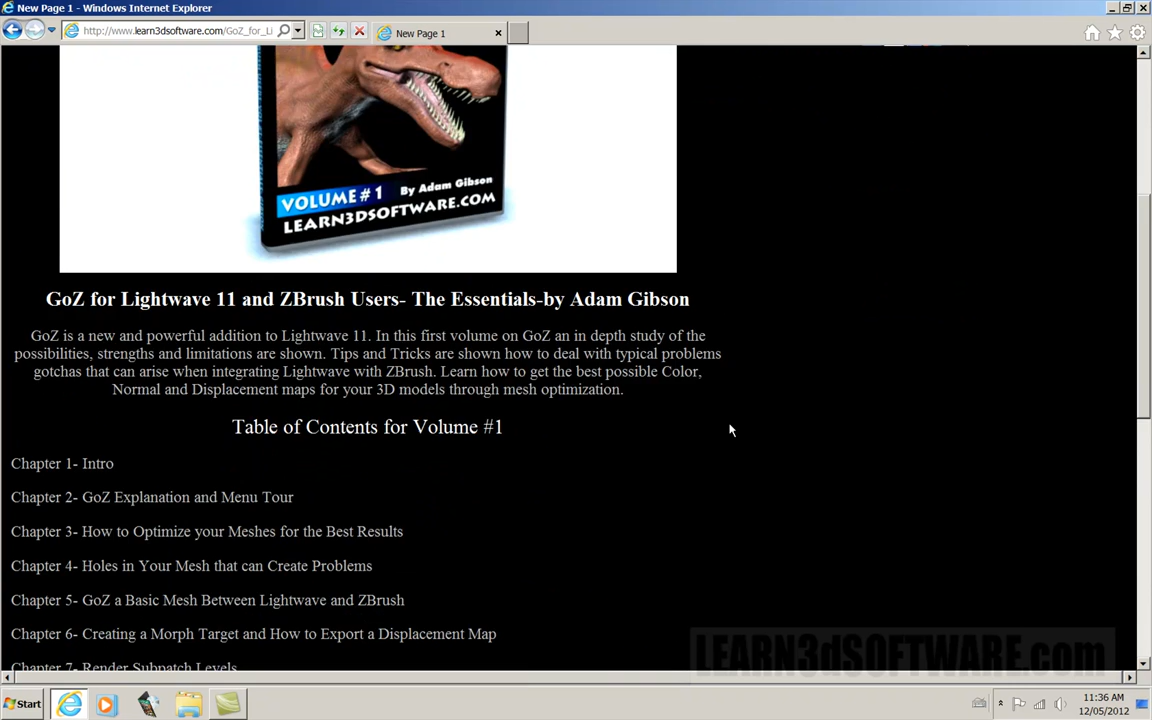 New Page 1 - Windows Internet Explorer
http://www.learn3dsoftware.com/GoZ_for_Li
New Page 1
VOLUME #1 By Adam Gibson
LEARN3DSOFTWARE.COM
GoZ for Lightwave 11 and ZBrush Users- The Essentials-by Adam Gibson
GoZ is a new and powerful addition to Lightwave 11. In this first volume on GoZ an in depth study of the
possibilities, strengths and limitations are shown. Tips and Tricks are shown how to deal with typical problems
gotchas that can arise when integrating Lightwave with ZBrush. Learn how to get the best possible Color,
Normal and Displacement maps for your 3D models through mesh optimization.
Table of Contents for Volume #1
Chapter 1- Intro
Chapter 2- GoZ Explanation and Menu Tour
Chapter 3- How to Optimize your Meshes for the Best Results
Chapter 4- Holes in Your Mesh that can Create Problems
Chapter 5- GoZ a Basic Mesh Between Lightwave and ZBrush
Chapter 6- Creating a Morph Target and How to Export a Displacement Map
Chapter 7- Render Subpatch Levels
LEARN3dSOFTWARE.com
Start
11:36 AM
12/05/2012